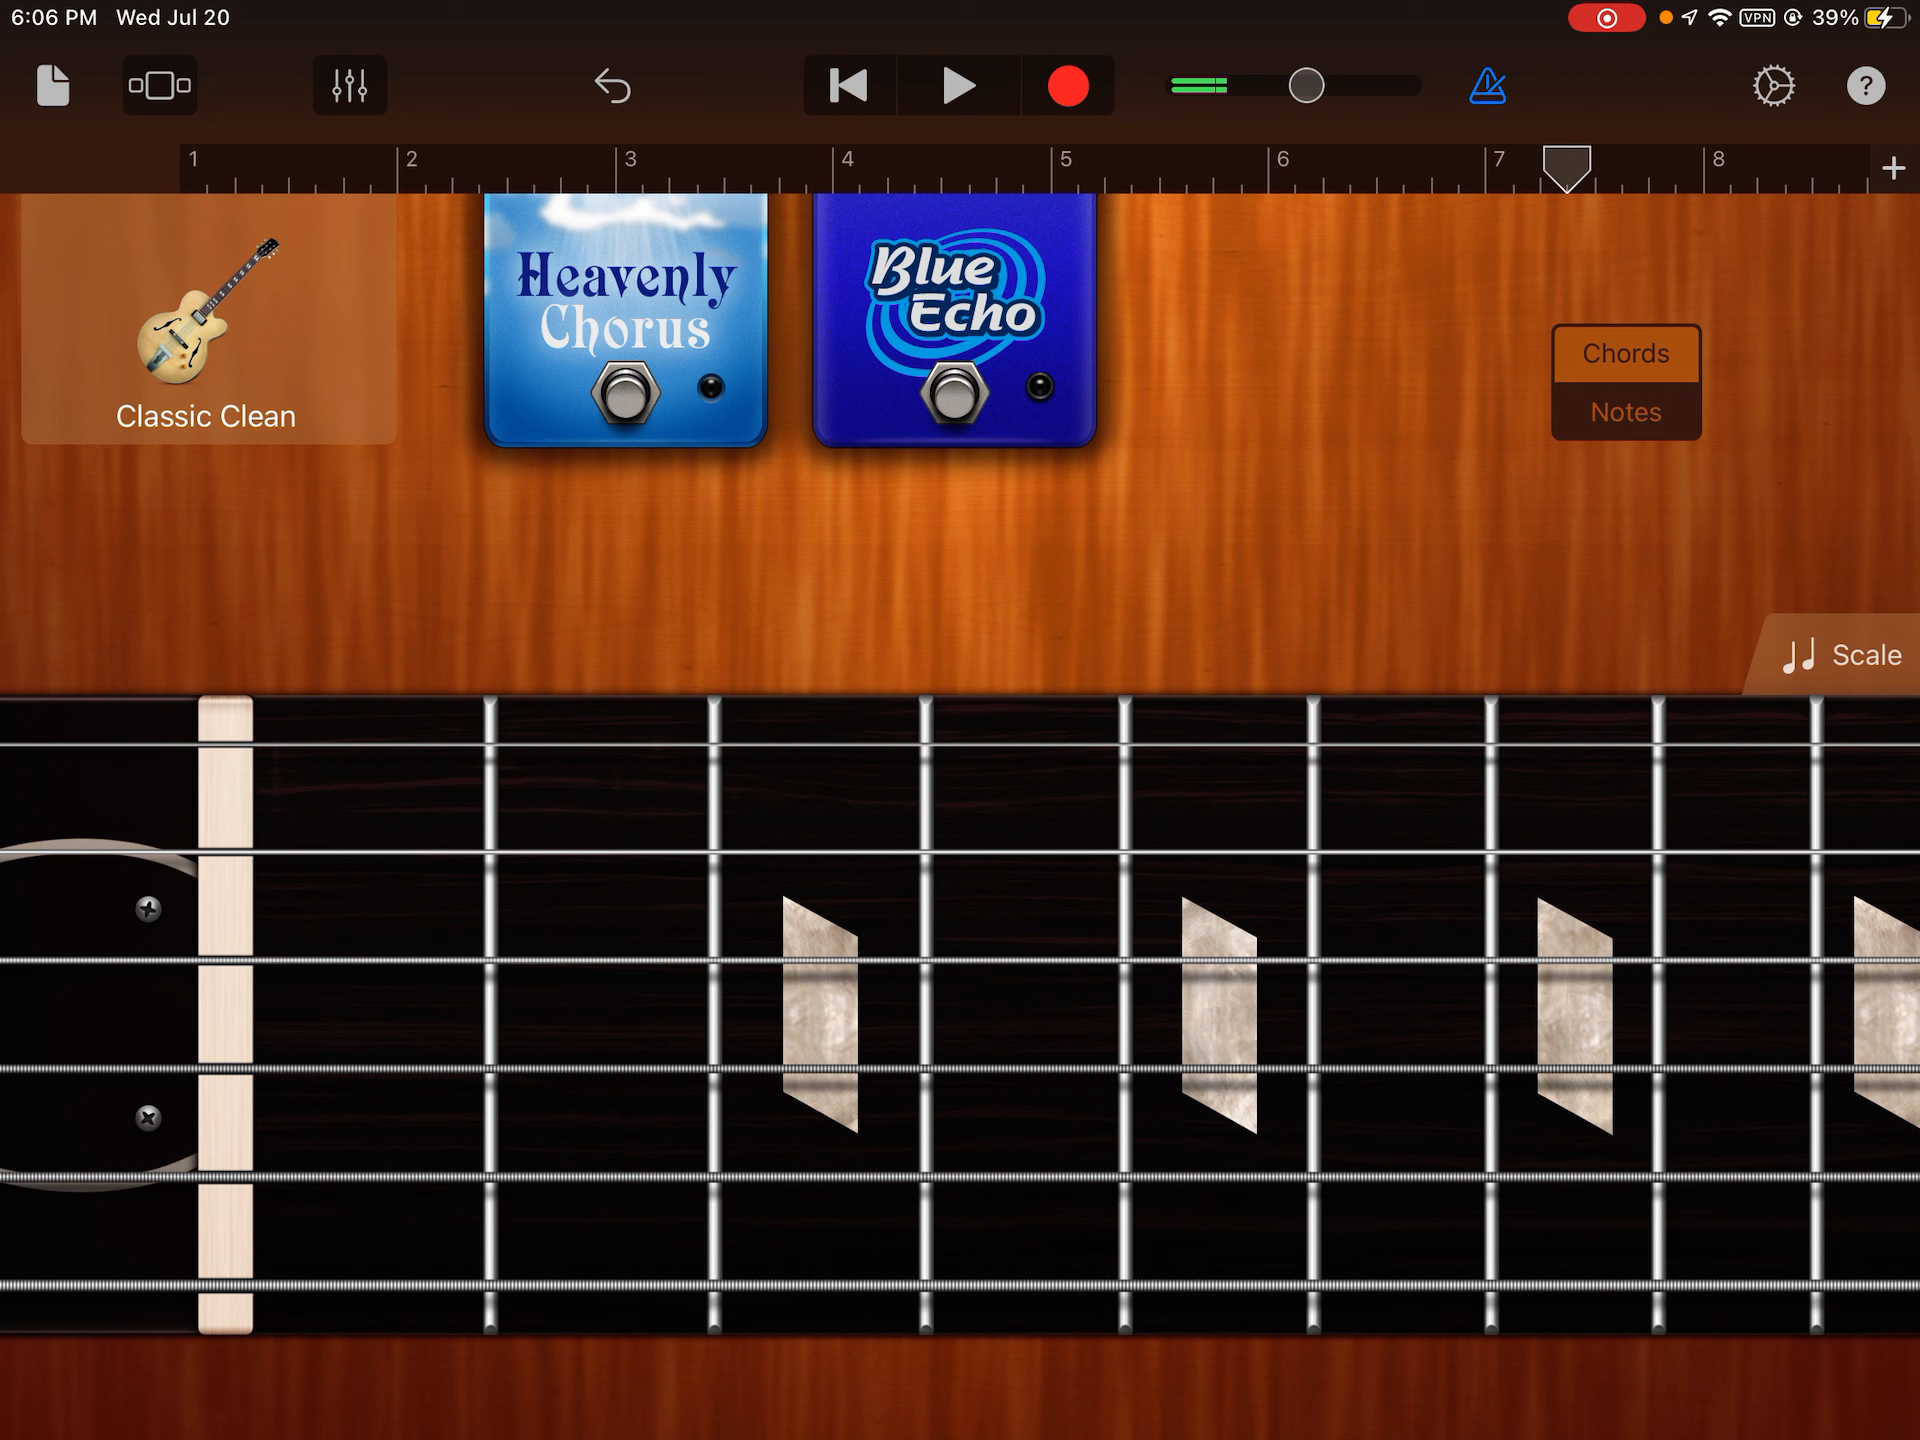 6:06 PM Wed Jul 20
VPN 39%
?
1 2 3 4 5 6 7 8 +
Heavenly
Chorus
Blue
Echo
Classic Clean
Chords
Notes
Scale